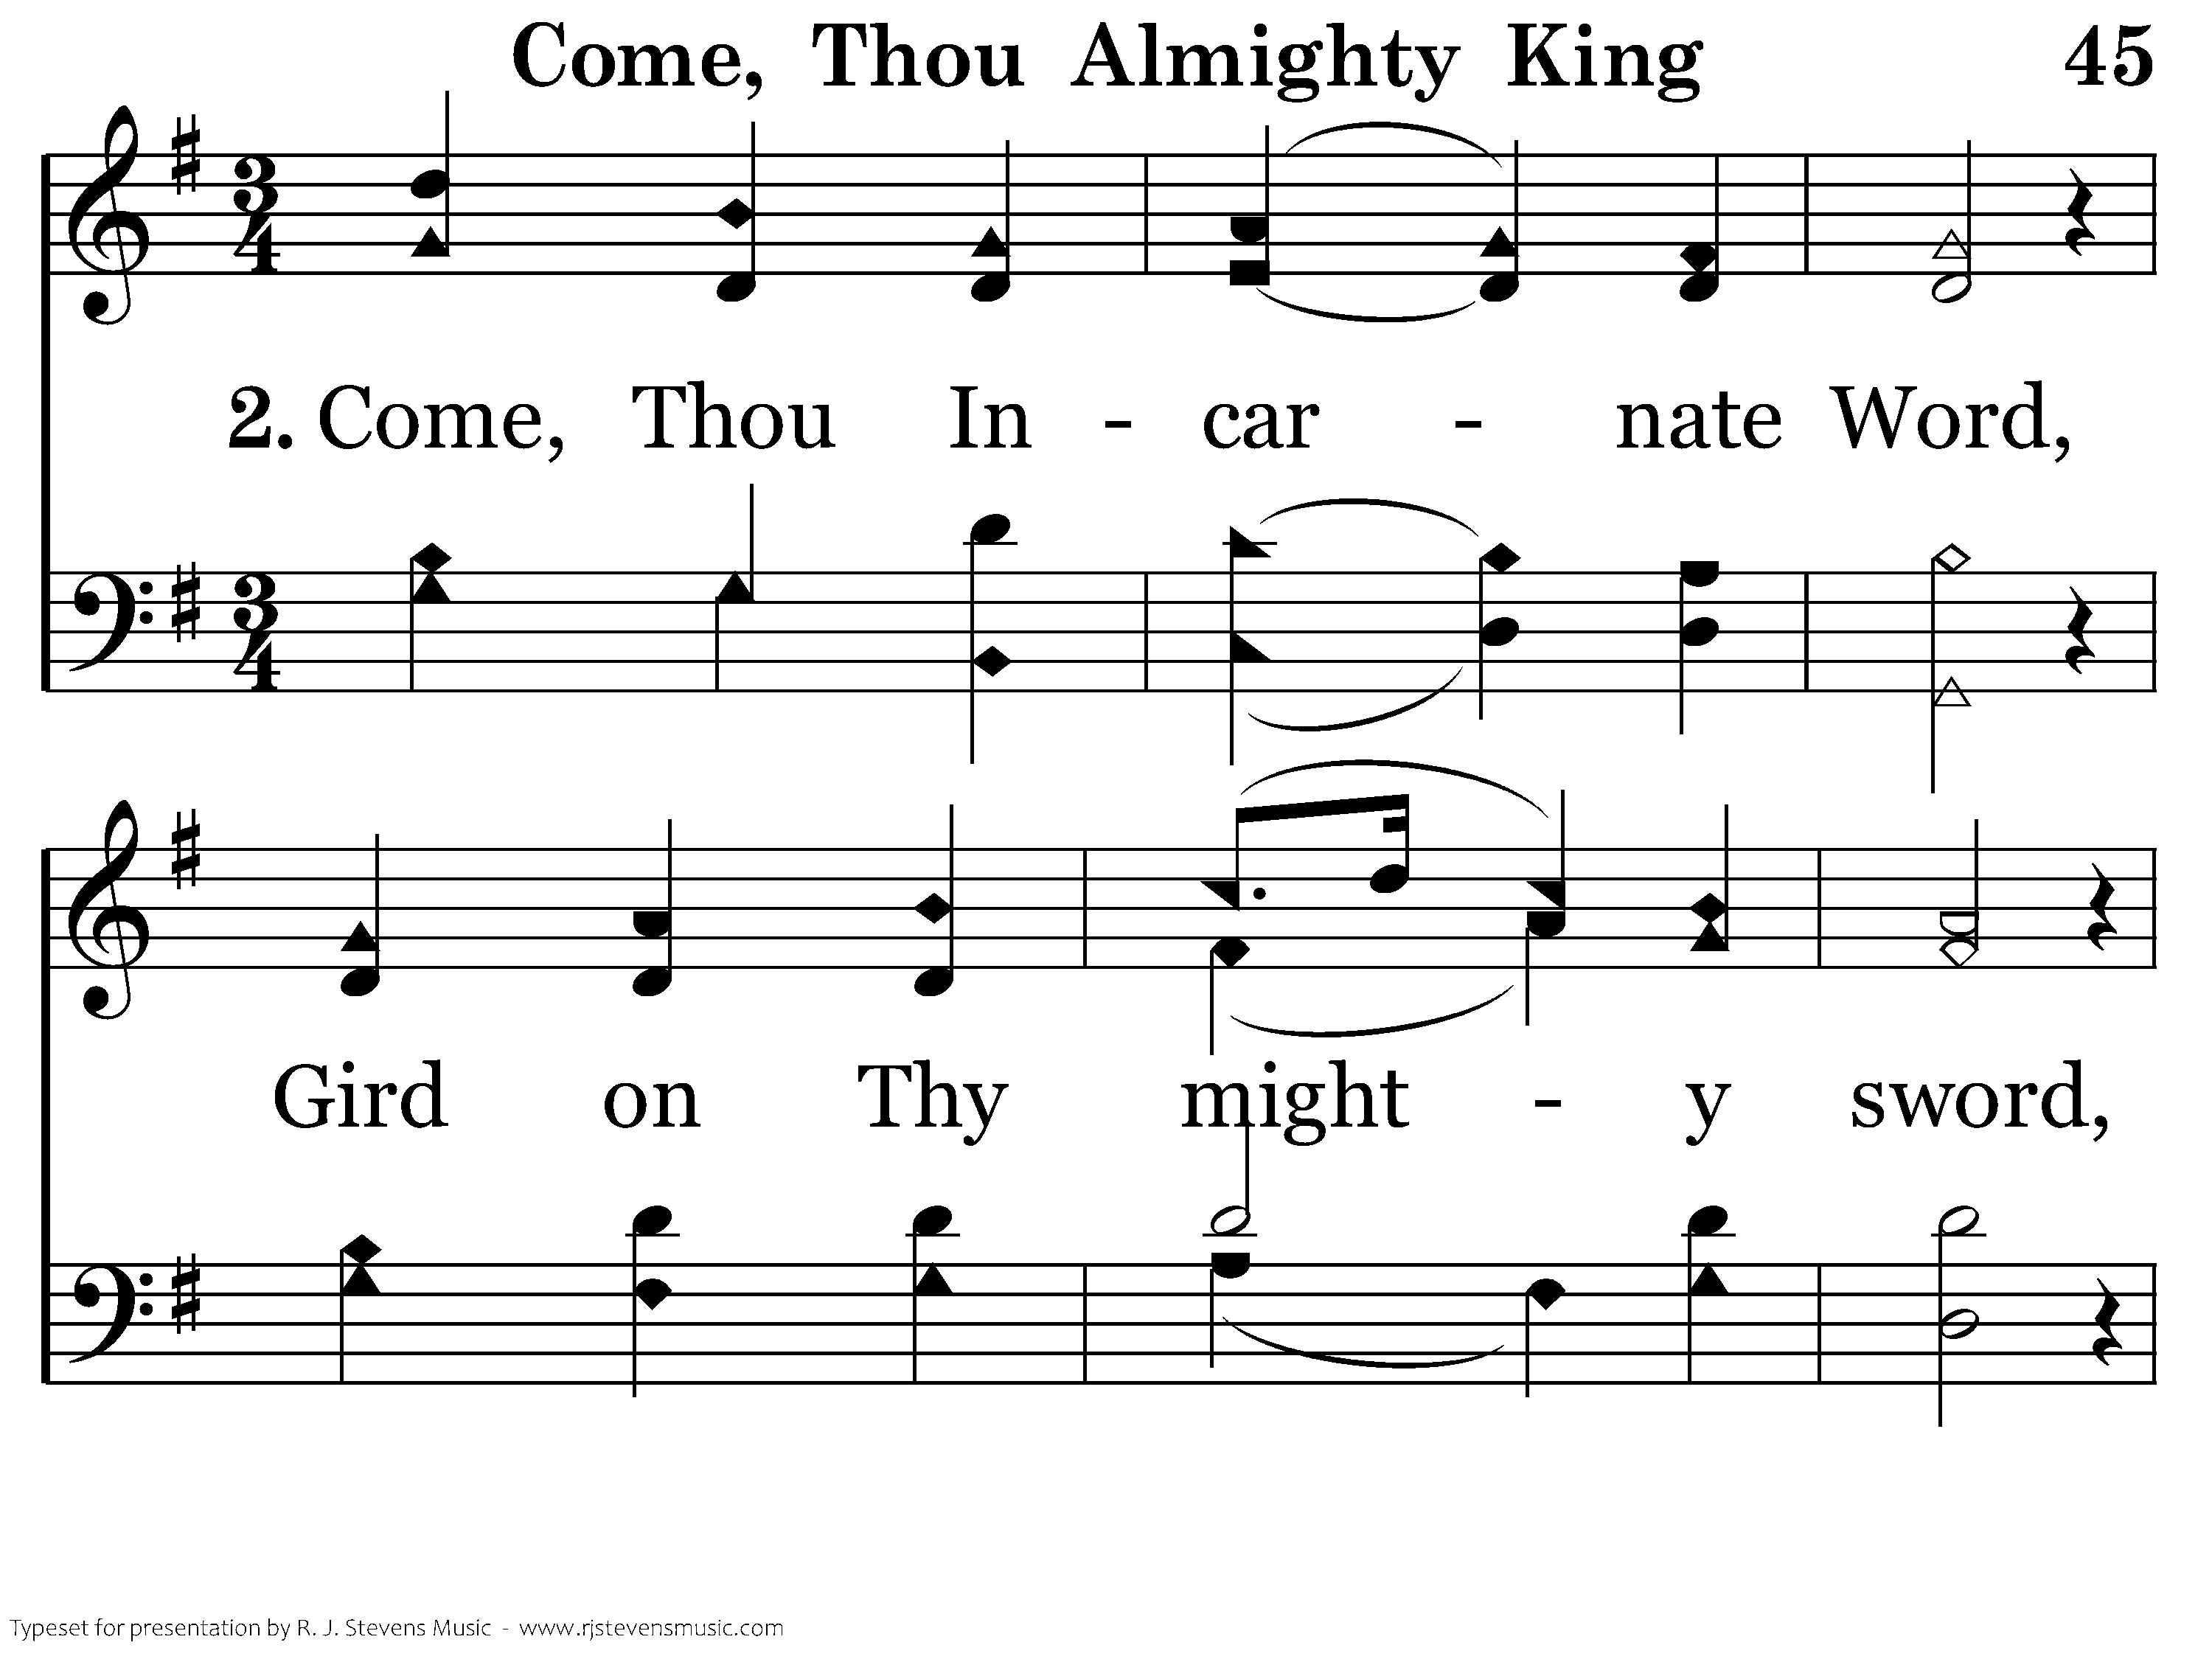 Come, Thou Almighty King 45
2. Come, Thou In - car - nate Word,
Gird on Thy might - y sword,
Typeset for presentation by R. J. Stevens Music - www.rjstevensmusic.com